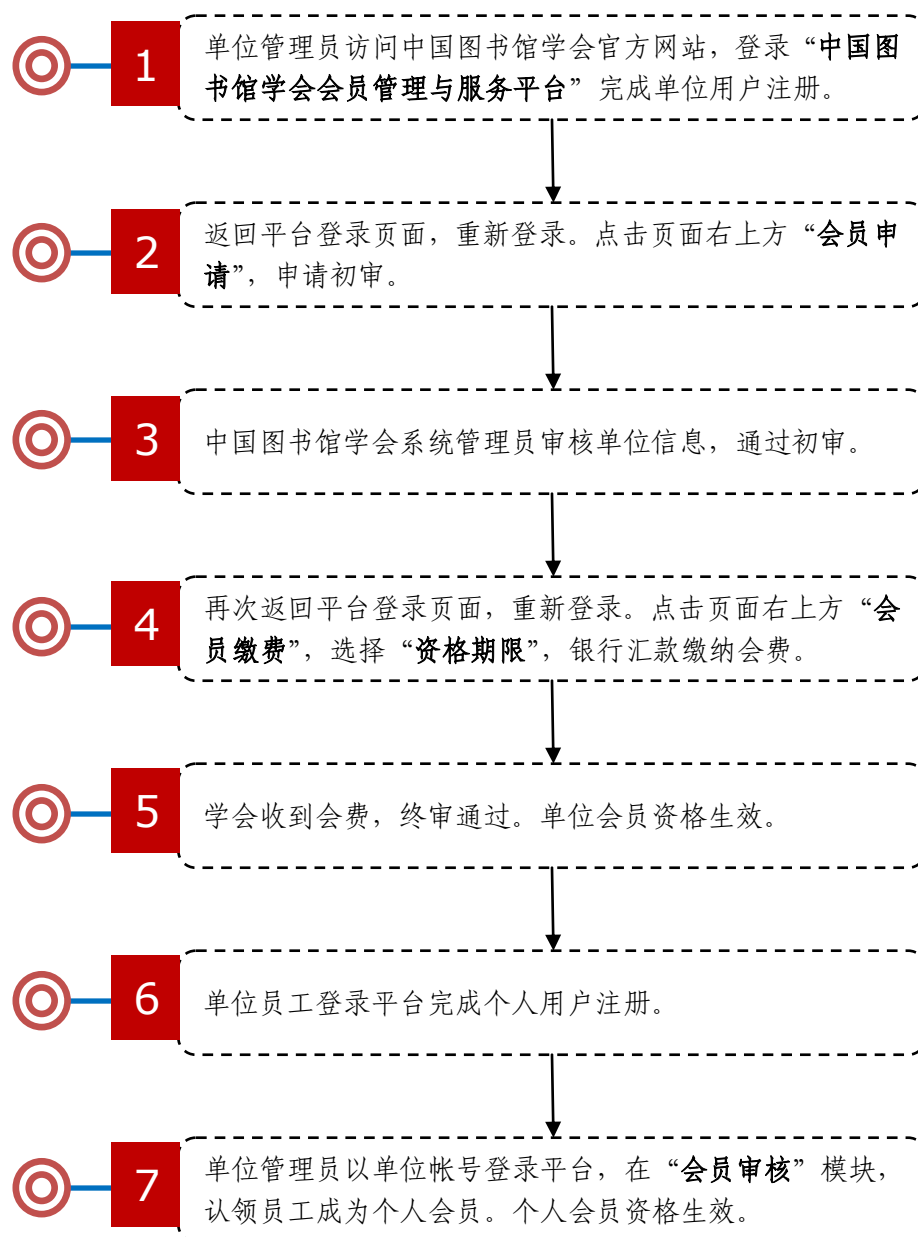 1
单位管理员访问中国图书馆学会官方网站，登录“中国图
书馆学会会员管理与服务平台”完成单位用户注册。
2
返回平台登录页面，重新登录。点击页面右上方“会员申
请”，申请初审。
3
中国图书馆学会系统管理员审核单位信息，通过初审。
4
再次返回平台登录页面，重新登录。点击页面右上方“会
员缴费”，选择“资格期限”，银行汇款缴纳会费。
5
学会收到会费，终审通过。单位会员资格生效。
6
单位员工登录平台完成个人用户注册。
7
单位管理员以单位帐号登录平台，在“会员审核”模块，
认领员工成为个人会员。个人会员资格生效。